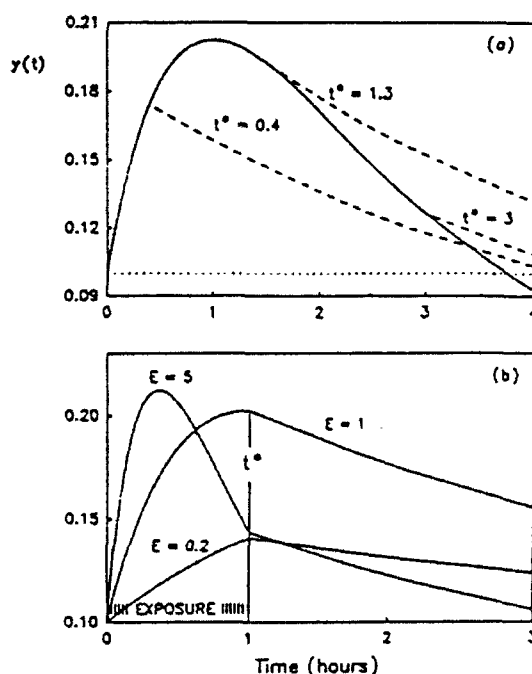 0.21
(a)
y(t)
t* = 1.3
0.18
t* = 0.4
0.15
t* = 3
0.12
0.09
0 1 2 3 4
(b)
E = 5
0.20
E = 1
t*
0.15
E = 0.2
EXPOSURE
0.10
0 1 2 3
Time (hours)